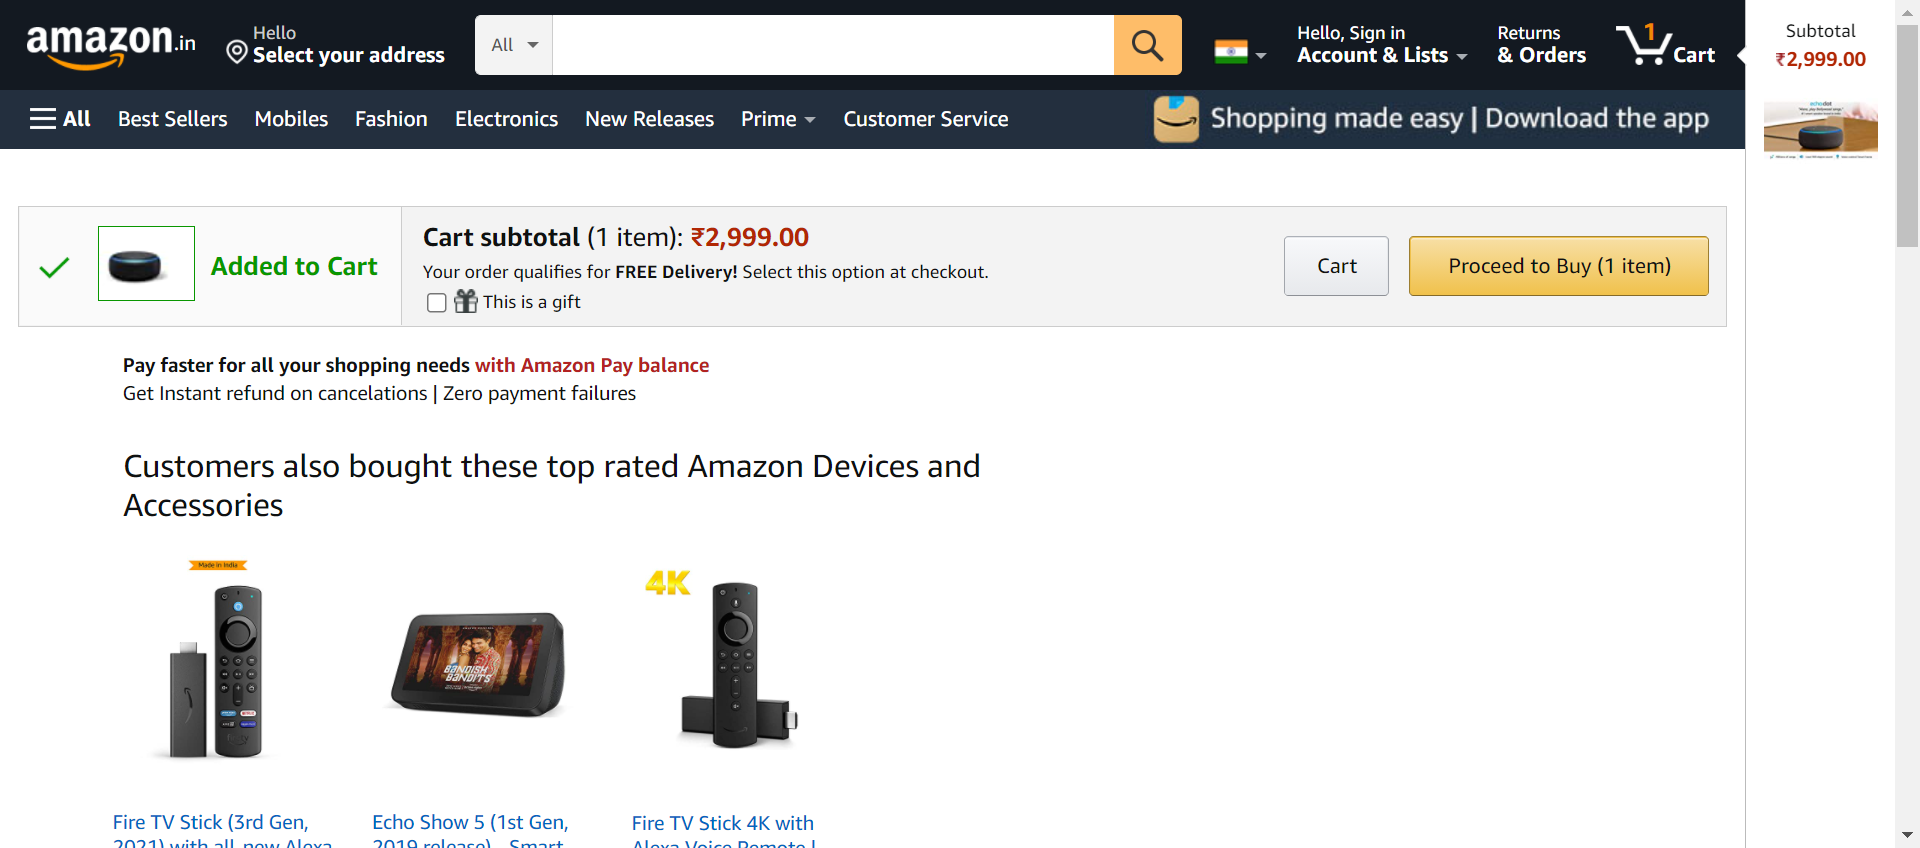 amazon.in
Hello
Select your address
All
Hello, Sign in
Account & Lists
Returns
& Orders
1
Cart
Subtotal
₹2,999.00
All
Best Sellers
Mobiles
Fashion
Electronics
New Releases
Prime
Customer Service
Shopping made easy | Download the app
echo dot
Added to Cart
Cart subtotal (1 item): ₹2,999.00
Your order qualifies for FREE Delivery! Select this option at checkout.
This is a gift
Cart
Proceed to Buy (1 item)
Pay faster for all your shopping needs with Amazon Pay balance
Get Instant refund on cancelations | Zero payment failures
Customers also bought these top rated Amazon Devices and
Accessories
Made in India
BANDISH
BANDITS
4K
Fire TV Stick (3rd Gen,
2021) with all-new Alexa
Echo Show 5 (1st Gen,
2019 release) - Smart
Fire TV Stick 4K with
Alexa Voice Remote |